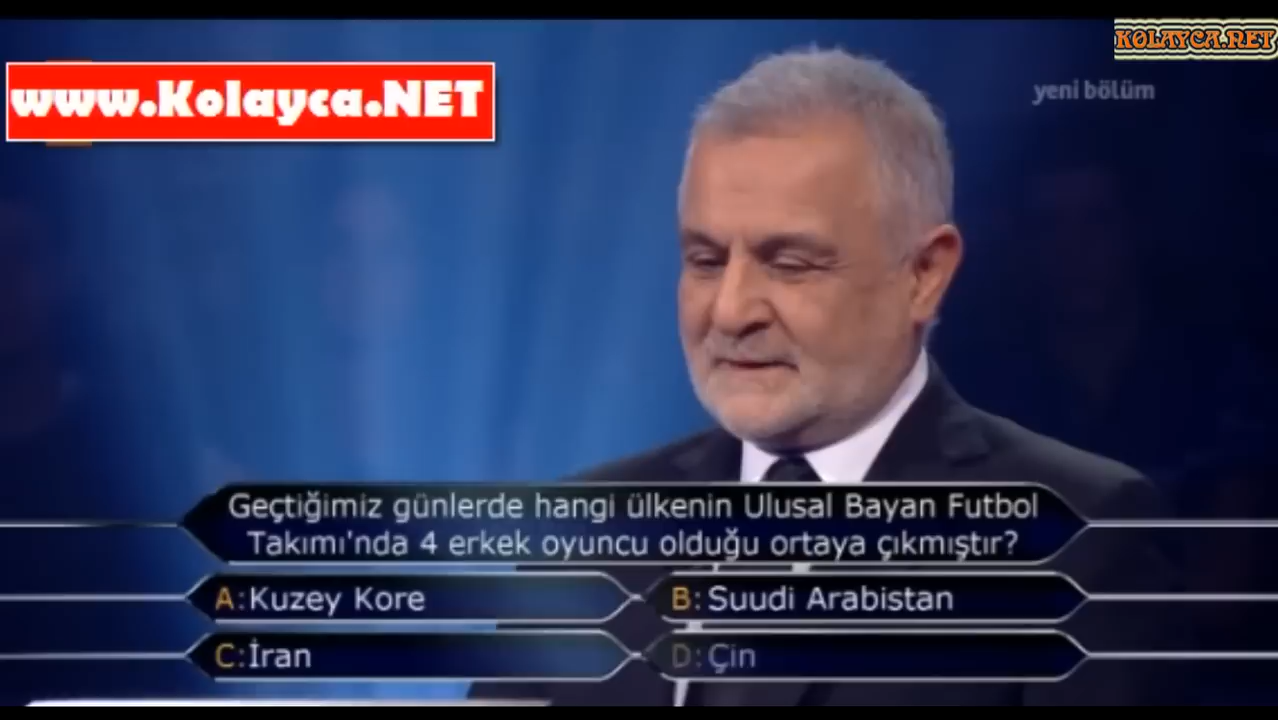 KOLAYCA.NET
www.Kolayca.NET
yeni bölüm
Geçtiğimiz günlerde hangi ülkenin Ulusal Bayan Futbol
Takımı'nda 4 erkek oyuncu olduğu ortaya çıkmıştır?
A: Kuzey Kore
B: Suudi Arabistan
C: İran
D: Çin